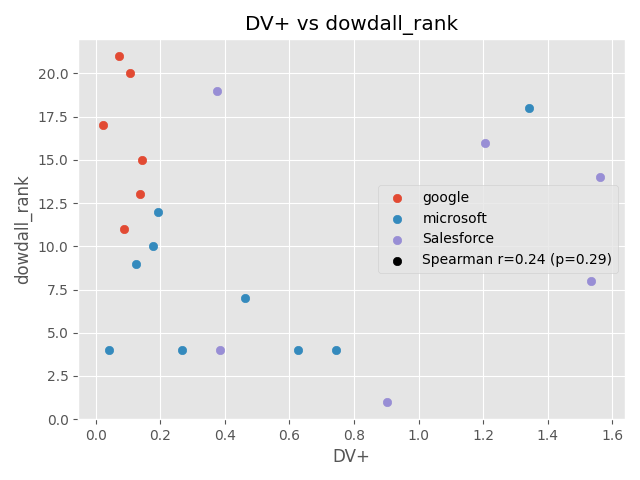 DV+ vs dowdall_rank
20.0
17.5
15.0
12.5
10.0
7.5
5.0
2.5
0.0
dowdall_rank
google
microsoft
Salesforce
Spearman r=0.24 (p=0.29)
0.0 0.2 0.4 0.6 0.8 1.0 1.2 1.4 1.6
DV+